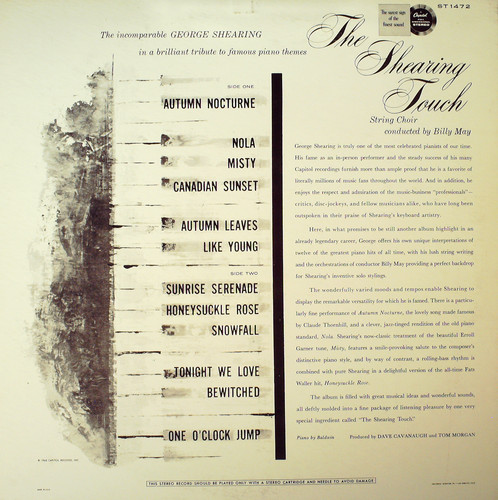 The incomparable GEORGE SHEARING
in a brilliant tribute to famous piano themes
The new sign of the
finest sound
Capitol
ST 1472
The
Shearing
Touch
String Choir
conducted by Billy May
SIDE ONE
AUTUMN NOCTURNE
NOLA
MISTY
CANADIAN SUNSET
AUTUMN LEAVES
LIKE YOUNG
SIDE TWO
SUNRISE SERENADE
HONEYSUCKLE ROSE
SNOWFALL
TONIGHT WE LOVE
BEWITCHED
ONE O'CLOCK JUMP
George Shearing is truly one of the most celebrated pianists of our time.
His fame as an in-person performer and the steady success of his many
Capitol recordings furnish more than ample proof that he is a favorite of
literally millions of music fans throughout the world. And in addition, he
enjoys the respect and admiration of the music-business "professionals"—
critics, disc-jockeys, and fellow musicians alike, who have long been
outspoken in their praise of Shearing's keyboard artistry.
Here, in what promises to be still another album highlight in an
already legendary career, George offers his own unique interpretations of
twelve of the greatest piano hits of all time, with his lush string writing
and the orchestrations of conductor Billy May providing a perfect backdrop
for Shearing's inventive solo stylings.
The wonderfully varied moods and tempos enable Shearing to
display the remarkable versatility for which he is famed. There is a particu-
larly fine performance of Autumn Nocturne, the lovely song made famous
by Claude Thornhill, and a clever, jazz-tinged rendition of the old piano
standard, Nola. Shearing's now-classic treatment of the beautiful Erroll
Garner tune, Misty, features a smile-provoking salute to the composer's
distinctive piano style, and by way of contrast, a rolling-bass rhythm is
combined with pure Shearing in a delightful version of the all-time Fats
Waller hit, Honeysuckle Rose.
The album is filled with great musical ideas and wonderful words,
all deftly molded into a fine package of listening pleasure by one very
special ingredient called "The Shearing Touch."
Piano by Baldwin
Produced by DAVE CAVANAUGH and TOM MORGAN
THIS STEREO RECORD SHOULD BE PLAYED ONLY WITH A STEREO CARTRIDGE AND NEEDLE TO AVOID DAMAGE